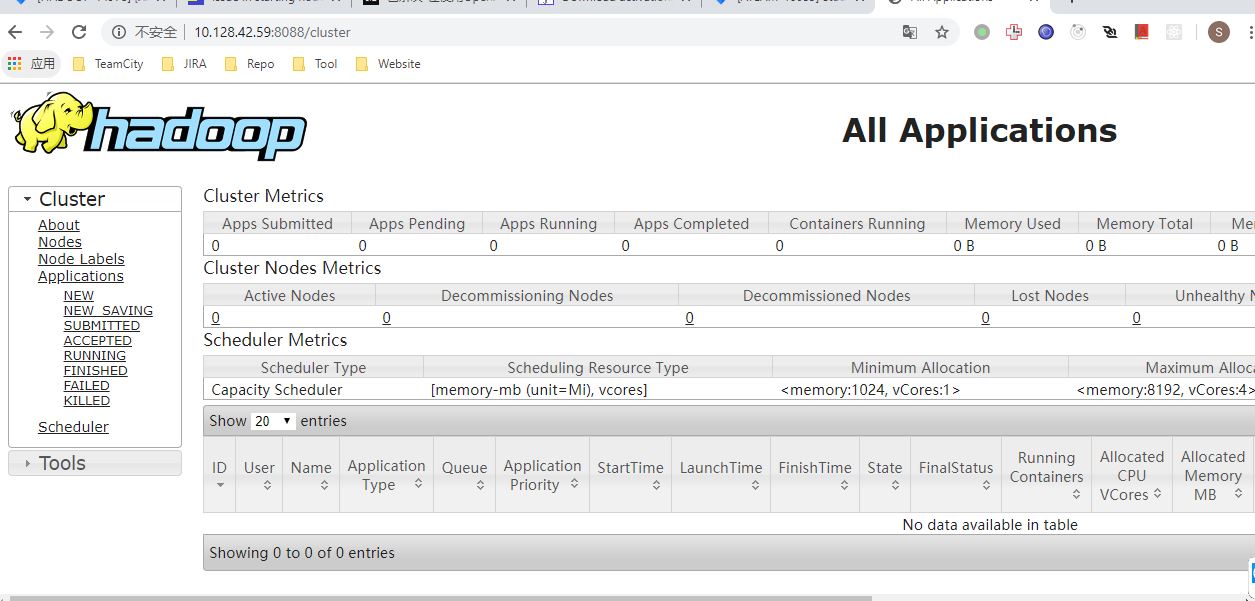 不安全 | 10.128.42.59:8088/cluster
应用 TeamCity JIRA Repo Tool Website
hadoop
All Applications
Cluster
About
Nodes
Node Labels
Applications
NEW
NEW_SAVING
SUBMITTED
ACCEPTED
RUNNING
FINISHED
FAILED
KILLED
Scheduler
Tools
Cluster Metrics
Apps Submitted Apps Pending Apps Running Apps Completed Containers Running Memory Used Memory Total
0 0 0 0 0 0 B 0 B 0 B
Cluster Nodes Metrics
Active Nodes Decommissioning Nodes Decommissioned Nodes Lost Nodes Unhealthy
0 0 0 0 0
Scheduler Metrics
Scheduler Type Scheduling Resource Type Minimum Allocation Maximum
Capacity Scheduler [memory-mb (unit=Mi), vcores] <memory:1024, vCores:1> <memory:8192, vCores:4>
Show 20 entries
ID User Name Application Type Queue Application Priority StartTime LaunchTime FinishTime State FinalStatus Running Containers Allocated CPU VCores Allocated Memory MB
No data available in table
Showing 0 to 0 of 0 entries